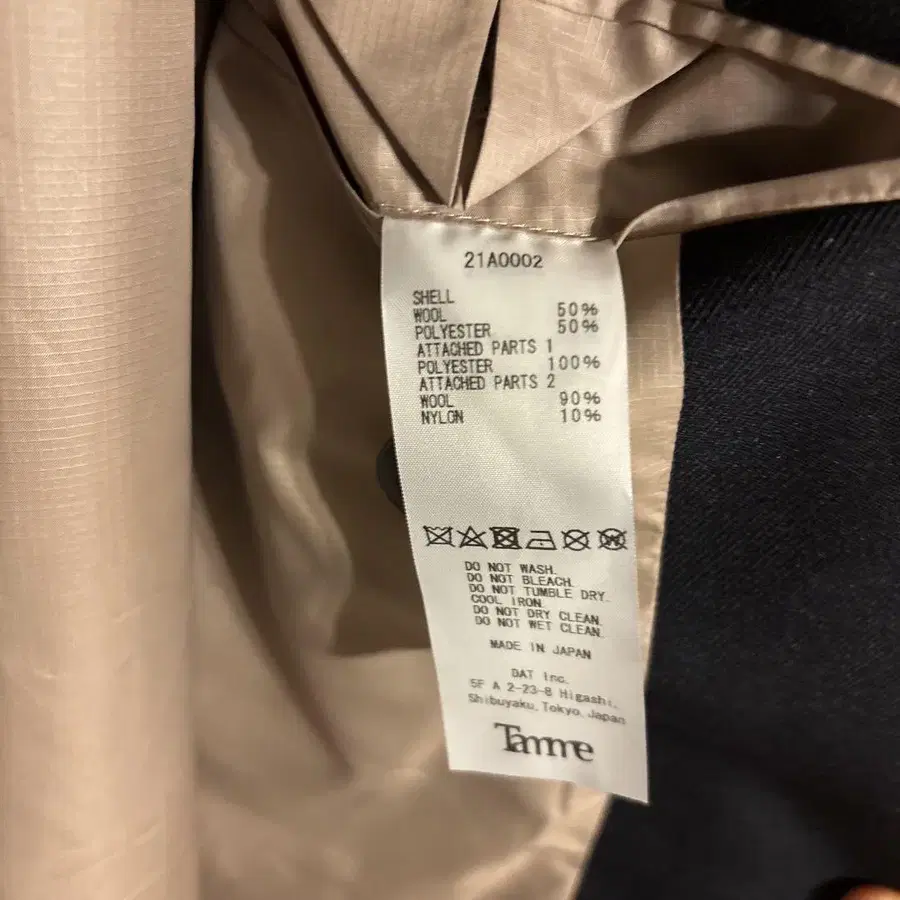 21A0002
SHELL
WOOL 50%
POLYESTER 50%
ATTACHED PARTS 1
POLYESTER 100%
ATTACHED PARTS 2
WOOL 90%
NYLON 10%
DO NOT WASH.
DO NOT BLEACH.
DO NOT TUMBLE DRY.
COOL IRON.
DO NOT DRY CLEAN.
DO NOT WET CLEAN.
MADE IN JAPAN
DAT Inc.
5F A 2-23-8 Higashi,
Shibuyaku, Tokyo, Japan
Tamme